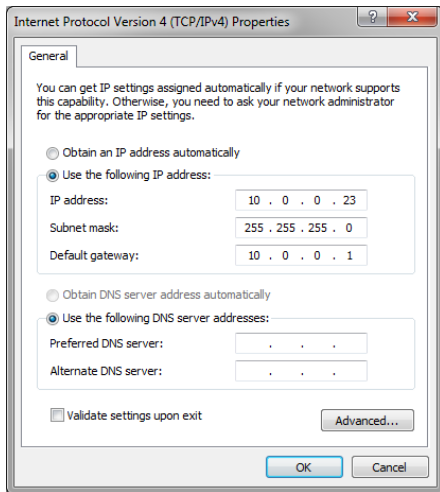 Internet Protocol Version 4 (TCP/IPv4) Properties
General
You can get IP settings assigned automatically if your network supports
this capability. Otherwise, you need to ask your network administrator
for the appropriate IP settings.
Obtain an IP address automatically
Use the following IP address:
IP address: 10 . 0 . 0 . 23
Subnet mask: 255 . 255 . 255 . 0
Default gateway: 10 . 0 . 0 . 1
Obtain DNS server address automatically
Use the following DNS server addresses:
Preferred DNS server: . . .
Alternate DNS server: . . .
Validate settings upon exit
Advanced...
OK Cancel